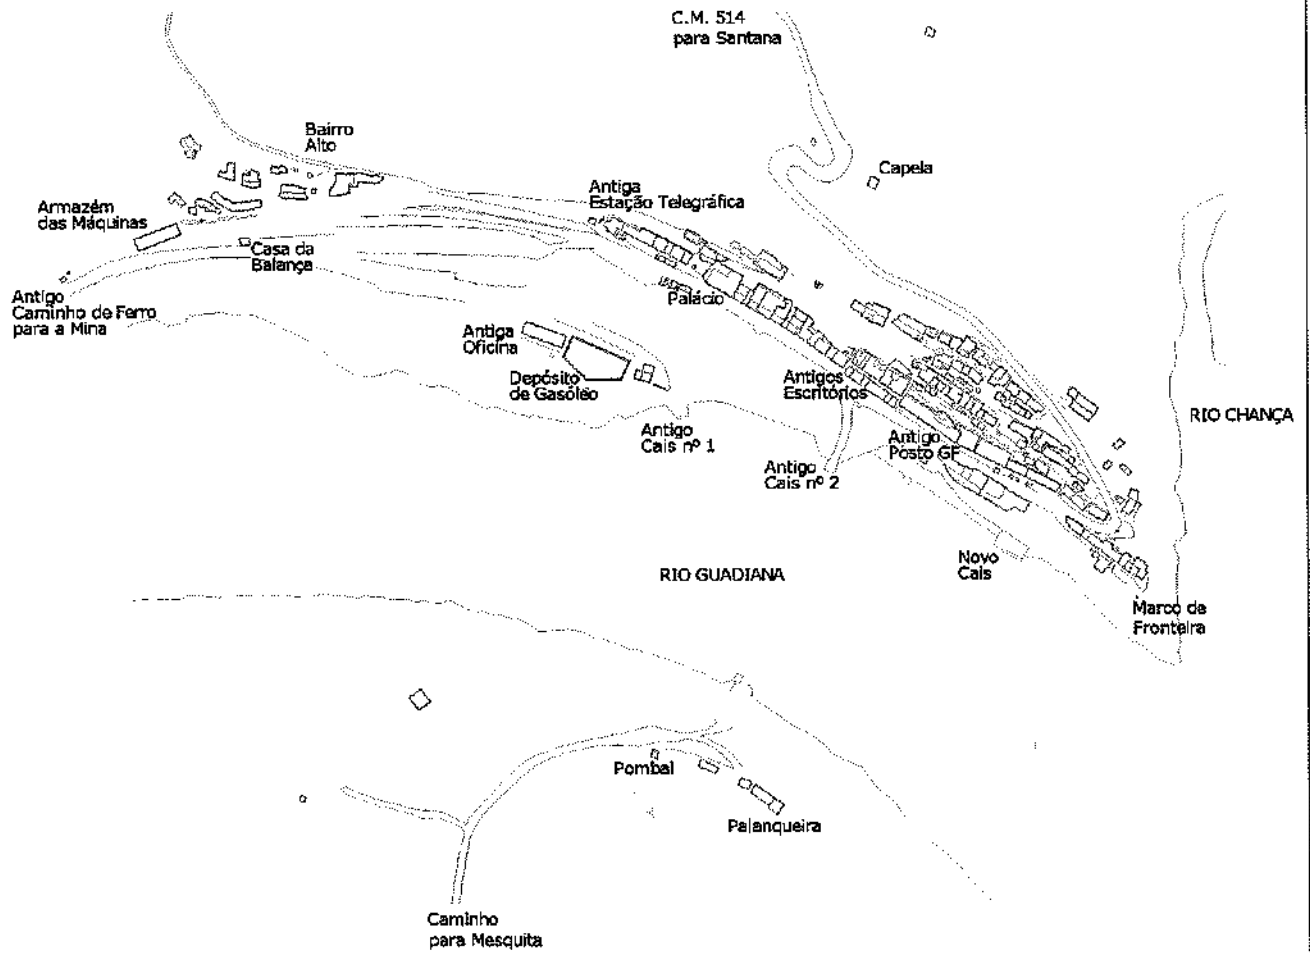 C.M. 514
para Santana
Bairro
Alto
Capela
Antiga
Estação Telegráfica
Armazém
das Máquinas
Casa da
Balança
Antigo
Caminho de Ferro
para a Mina
Palácio
Antiga
Oficina
Depósito
de Gasóleo
Antigos
Escritórios
RIO CHANÇA
Antigo
Cais nº 1
Antigo
Posto GF
Antigo
Cais nº 2
Novo
Cais
RIO GUADIANA
Marco de
Fronteira
Pombal
Palanqueira
Caminho
para Mesquita